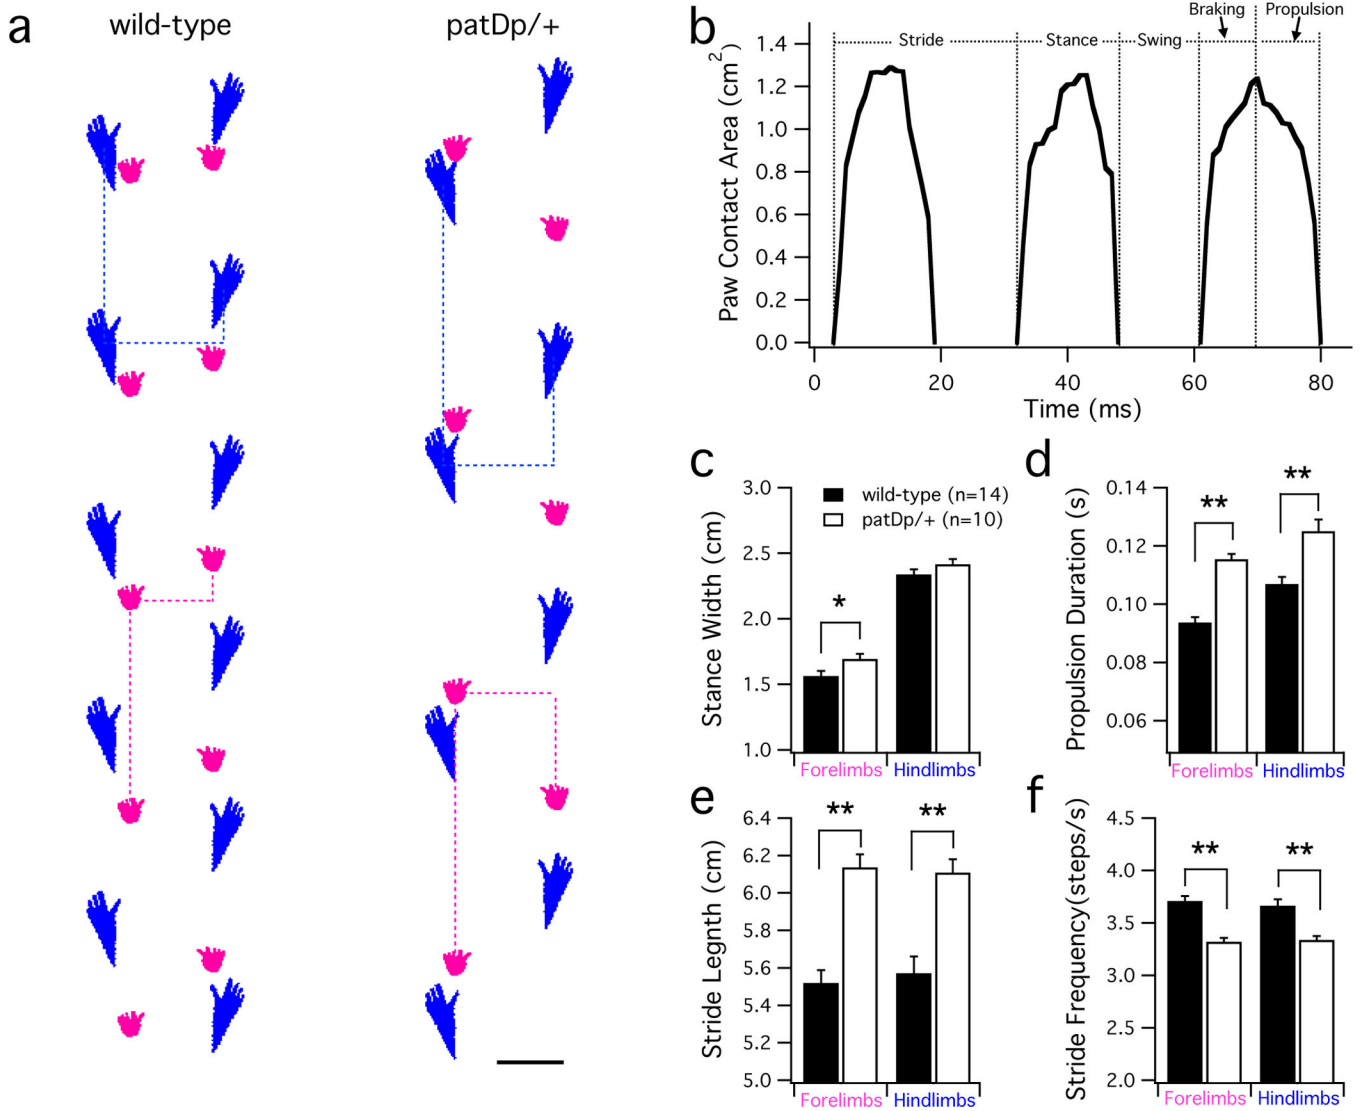 a
wild-type
patDp/+
b
Braking
Propulsion
Stride
Stance
Swing
Paw Contact Area (cm²)
1.4
1.2
1.0
0.8
0.6
0.4
0.2
0.0
0
20
40
60
80
Time (ms)
c
wild-type (n=14)
patDp/+ (n=10)
Stance Width (cm)
3.0
2.5
2.0
1.5
1.0
*
Forelimbs
Hindlimbs
d
Propulsion Duration (s)
0.14
0.12
0.10
0.08
0.06
**
**
Forelimbs
Hindlimbs
e
Stride Legnth (cm)
6.4
6.2
6.0
5.8
5.6
5.4
5.2
5.0
**
**
Forelimbs
Hindlimbs
f
Stride Frequency(steps/s)
4.5
4.0
3.5
3.0
2.5
2.0
**
**
Forelimbs
Hindlimbs